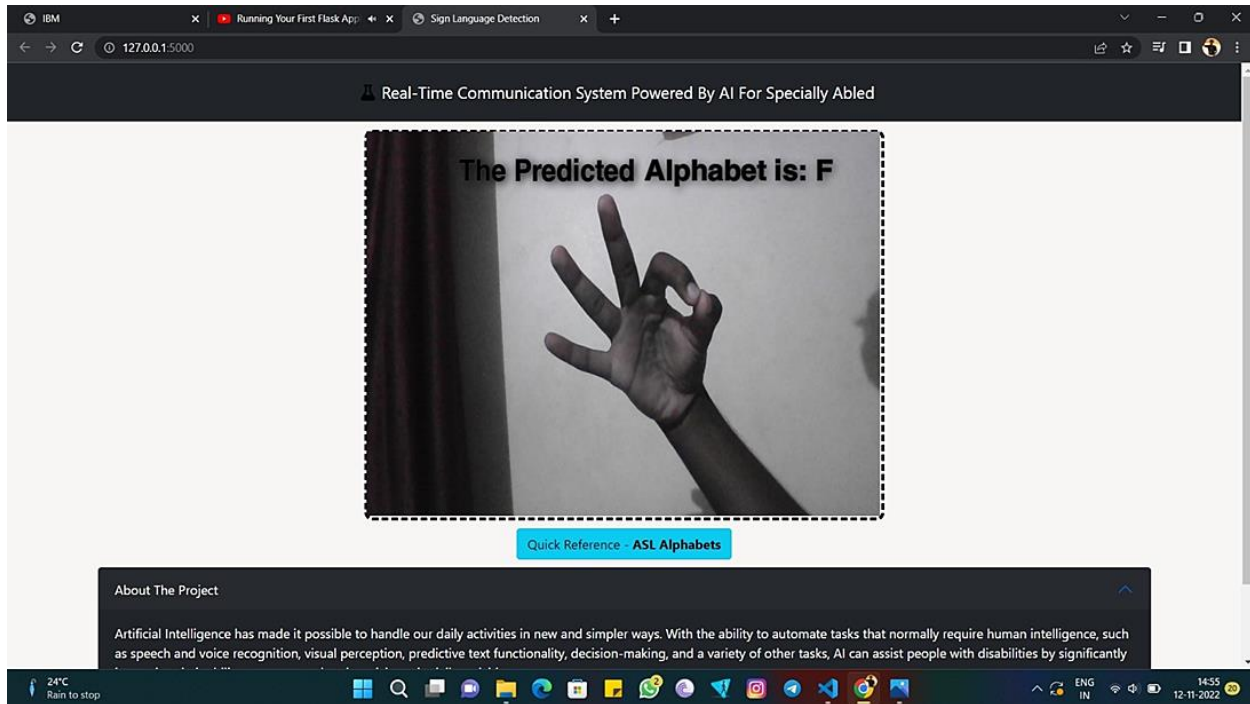 IBM
Running Your First Flask App
Sign Language Detection
127.0.0.1:5000
Real-Time Communication System Powered By AI For Specially Abled
The Predicted Alphabet is: F
Quick Reference - ASL Alphabets
About The Project
Artificial Intelligence has made it possible to handle our daily activities in new and simpler ways. With the ability to automate tasks that normally require human intelligence, such
as speech and voice recognition, visual perception, predictive text functionality, decision-making, and a variety of other tasks, AI can assist people with disabilities by significantly
24°C
Rain to stop
ENG
IN
14:55
12-11-2022
20